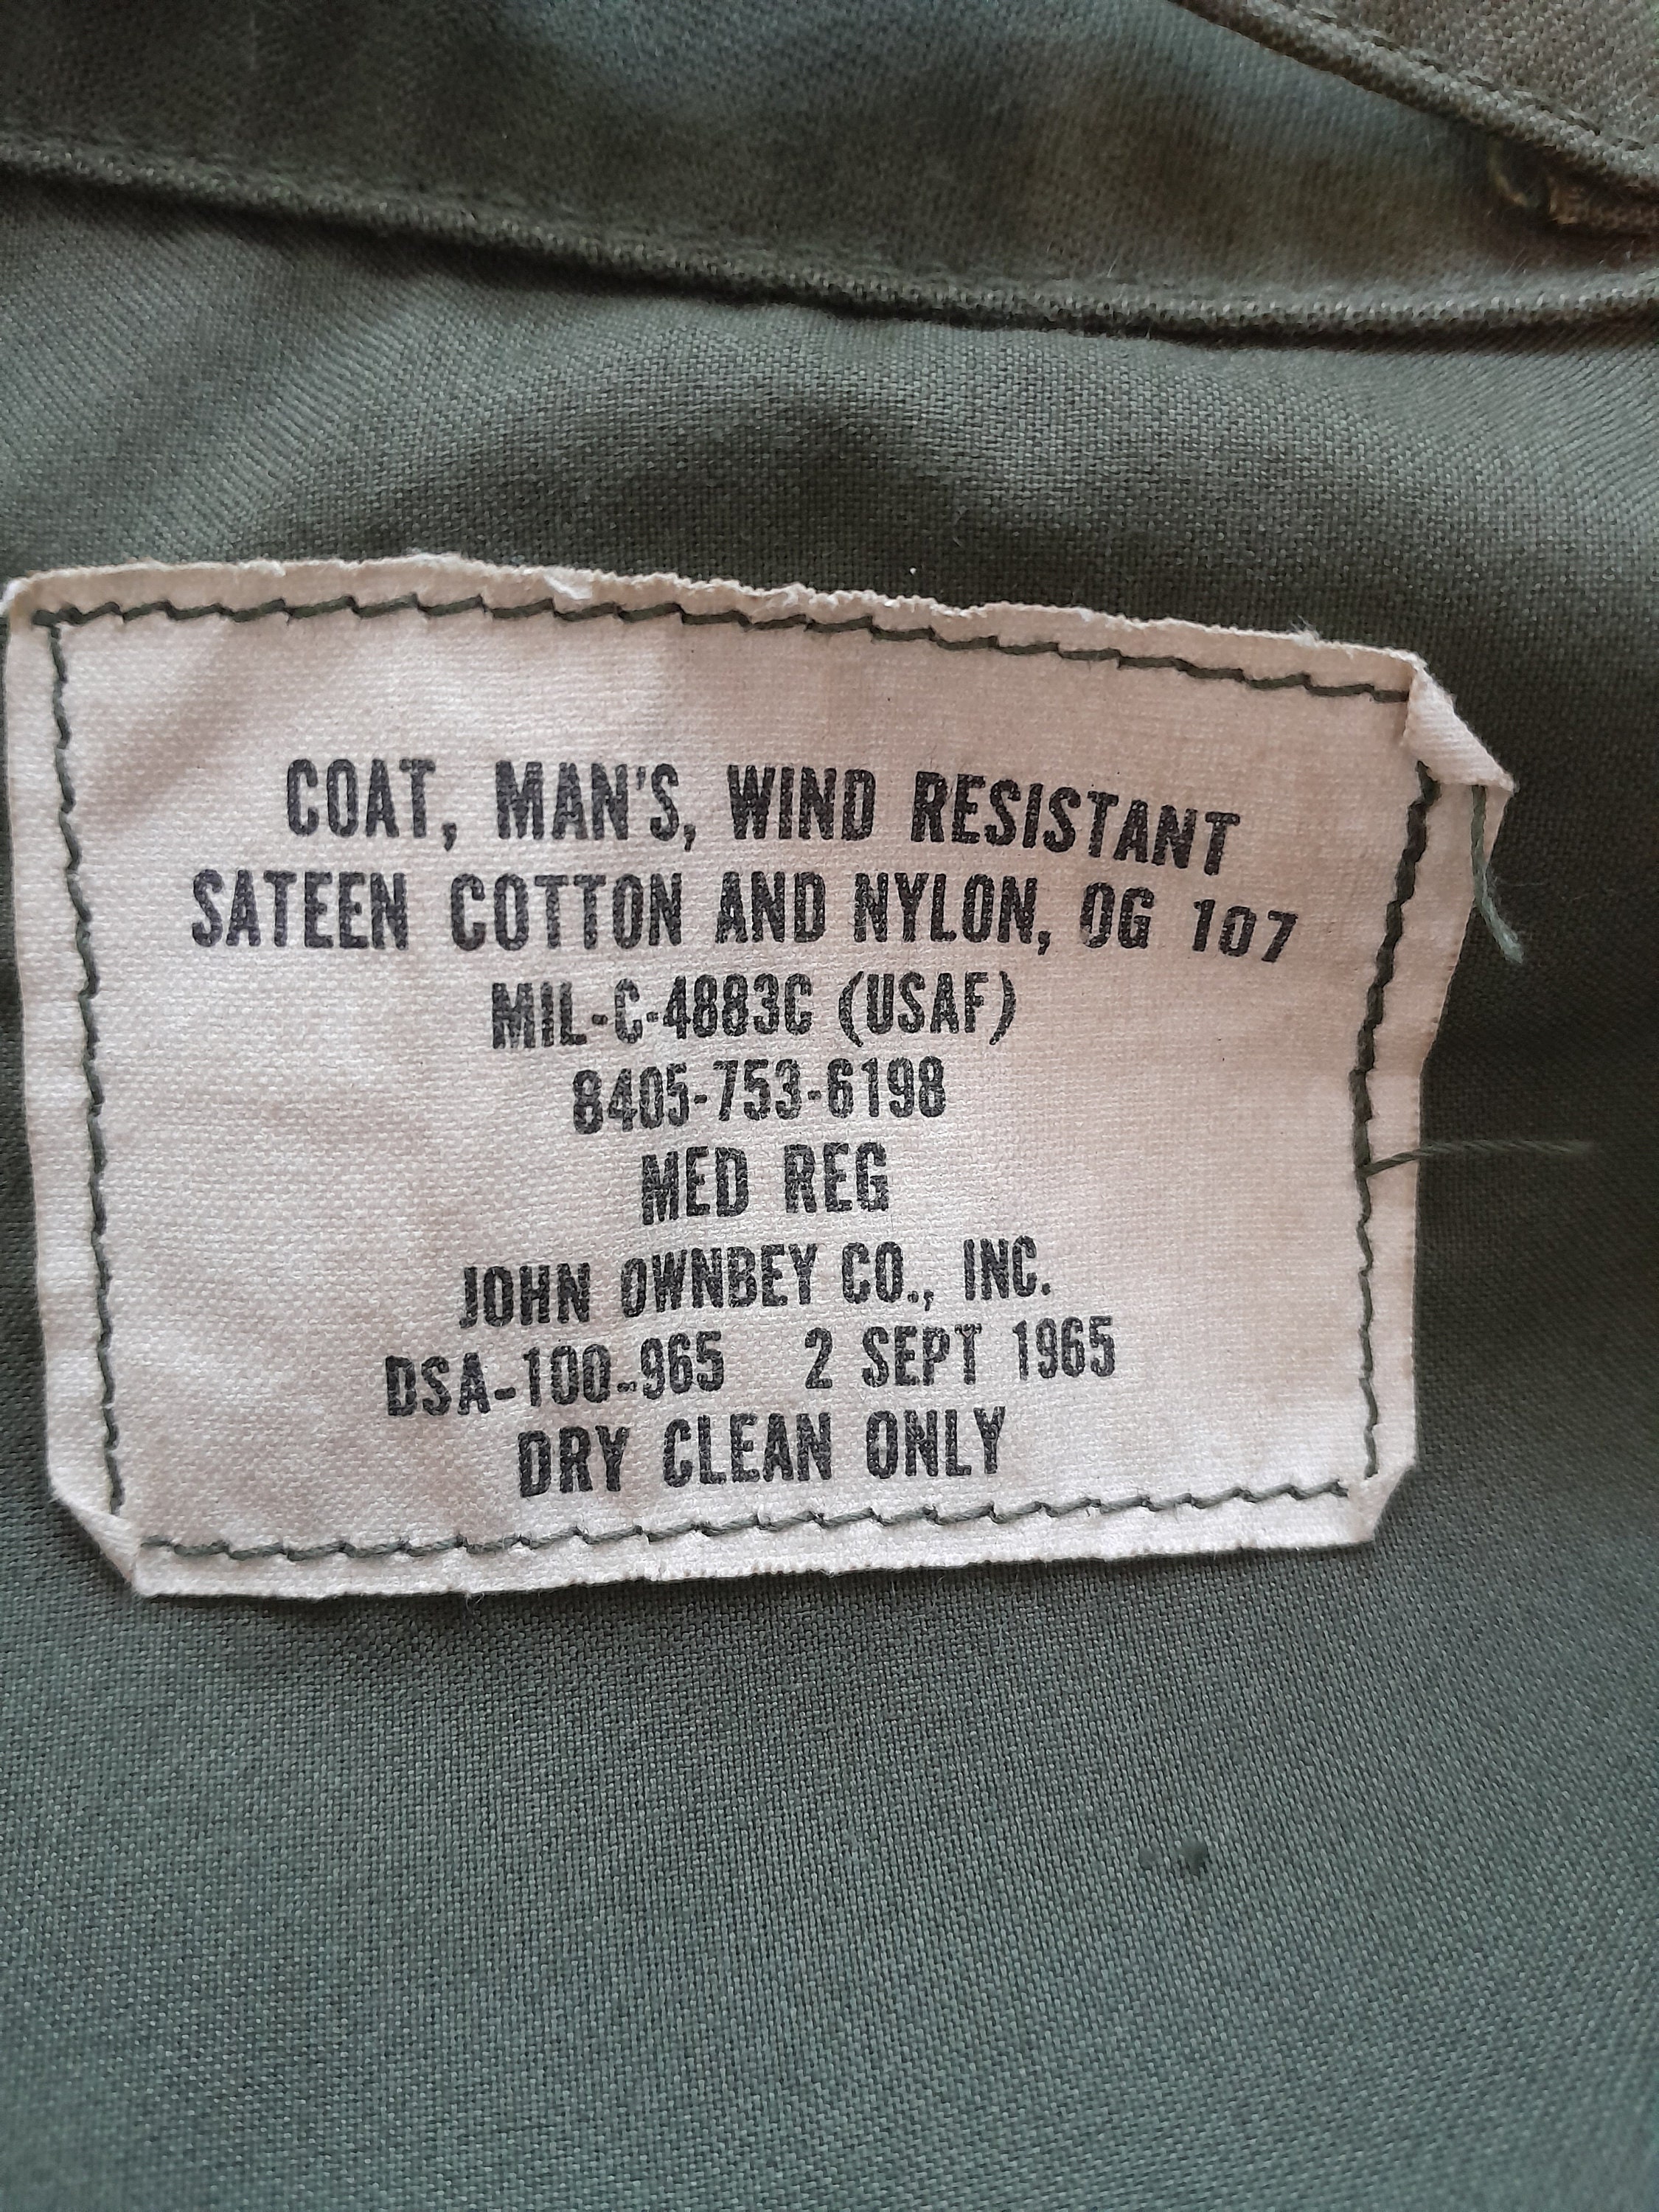 COAT, MAN'S, WIND RESISTANT
SATEEN COTTON AND NYLON, OG 107
MIL-C-4883C (USAF)
8405-753-6198
MED REG
JOHN OWNBEY CO., INC.
DSA-100-965 2 SEPT 1965
DRY CLEAN ONLY